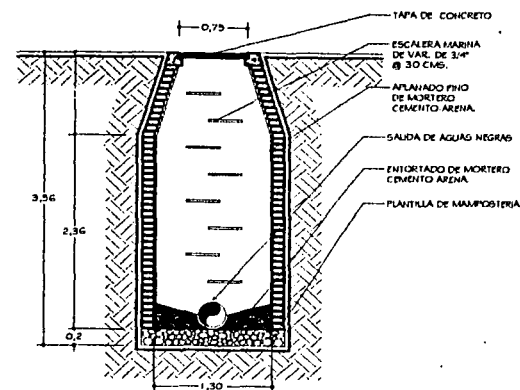 0,75
TAPA DE CONCRETO
ESCALERA MARINA
DE VAR. DE 3/4"
@ 30 CMS.
APLANADO FINO
DE MORTERO
CEMENTO ARENA.
SALIDA DE AGUAS NEGRAS
ENTORTADO DE MORTERO
CEMENTO ARENA
PLANTILLA DE MAMPOSTERIA
3,56
2,36
0,2
1.30